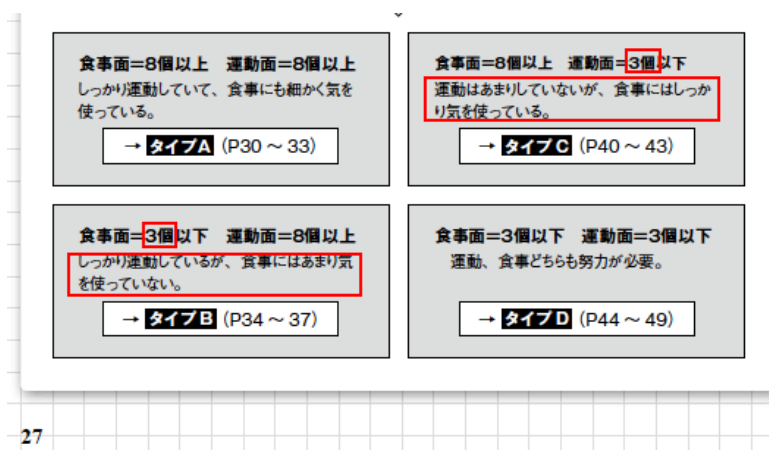 食事面=8個以上 運動面=8個以上
しっかり運動していて、食事にも細かく気を
使っている。
→ タイプA (P30～33)
食事面=8個以上 運動面=3個以下
運動はあまりしていないが、食事にはしっか
り気を使っている。
→ タイプC (P40～43)
食事面=3個以下 運動面=8個以上
しっかり運動しているが、食事にはあまり気
を使っていない。
→ タイプB (P34～37)
食事面=3個以下 運動面=3個以下
運動、食事どちらも努力が必要。
→ タイプD (P44～49)
27